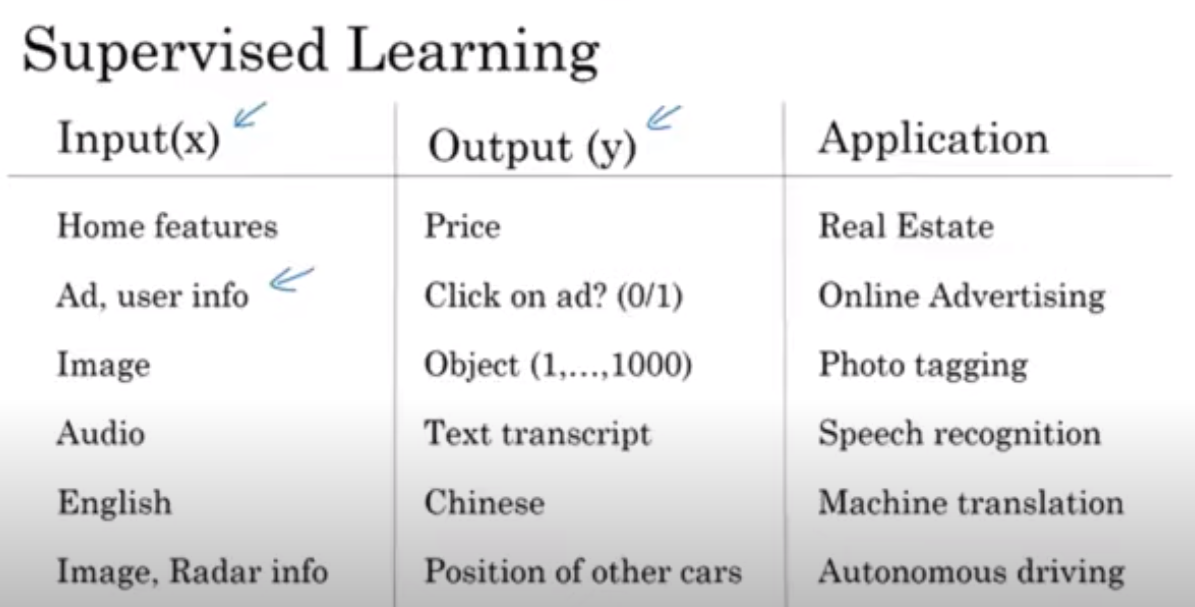 Supervised Learning
Input(x) Output (y) Application
Home features Price Real Estate
Ad, user info Click on ad? (0/1) Online Advertising
Image Object (1,...,1000) Photo tagging
Audio Text transcript Speech recognition
English Chinese Machine translation
Image, Radar info Position of other cars Autonomous driving